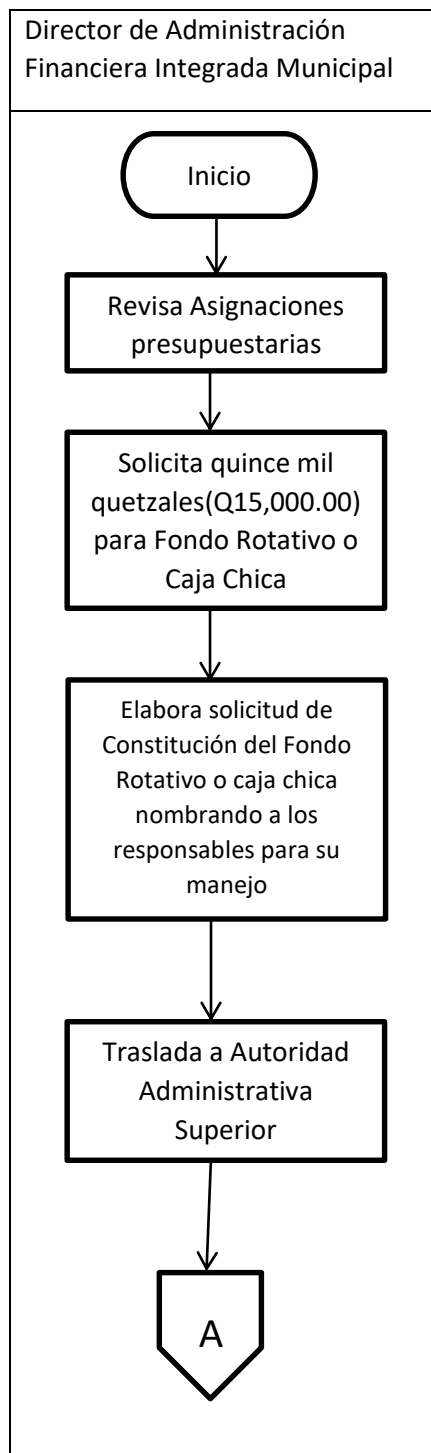 Director de Administración
Financiera Integrada Municipal
Inicio
Revisa Asignaciones
presupuestarias
Solicita quince mil
quetzales(Q15,000.00)
para Fondo Rotativo o
Caja Chica
Elabora solicitud de
Constitución del Fondo
Rotativo o caja chica
nombrando a los
responsables para su
manejo
Traslada a Autoridad
Administrativa
Superior
A